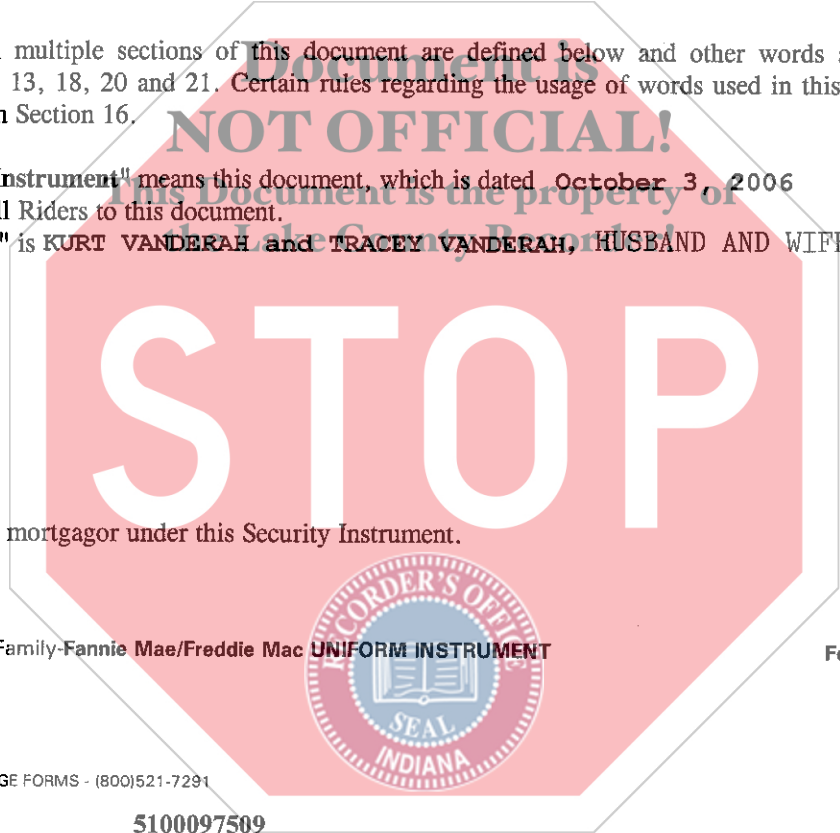 multiple sections of this document are defined below and other words
13, 18, 20 and 21. Certain rules regarding the usage of words used in this
Section 16.
Document is
NOT OFFICIAL!
This Document is the property of
the Lake County Recorder!
Instrument" means this document, which is dated October 3, 2006
ll Riders to this document.
" is KURT VANDERAH and TRACEY VANDERAH, HUSBAND AND WIFE
STOP
mortgagor under this Security Instrument.
Family-Fannie Mae/Freddie Mac UNIFORM INSTRUMENT
RECORDER'S OFFICE
SEAL
INDIANA
GE FORMS - (800)521-7291
5100097509